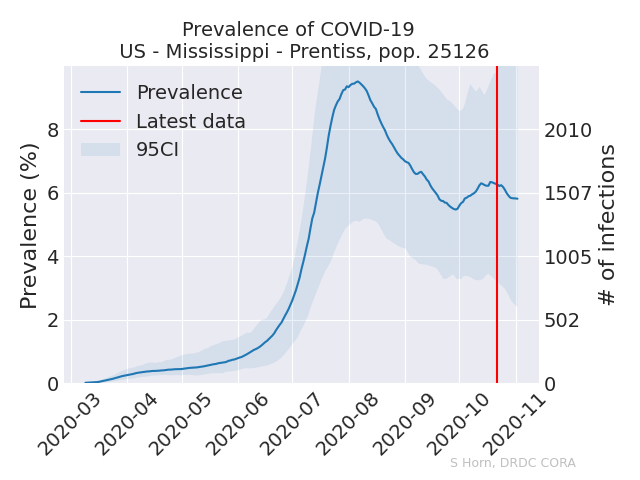 Prevalence of COVID-19
US - Mississippi - Prentiss, pop. 25126
Prevalence
Latest data
95CI
Prevalence (%)
8
6
4
2
0
2010
1507
1005
502
0
# of infections
2020-03
2020-04
2020-05
2020-06
2020-07
2020-08
2020-09
2020-10
2020-11
S Horn, DRDC CORA